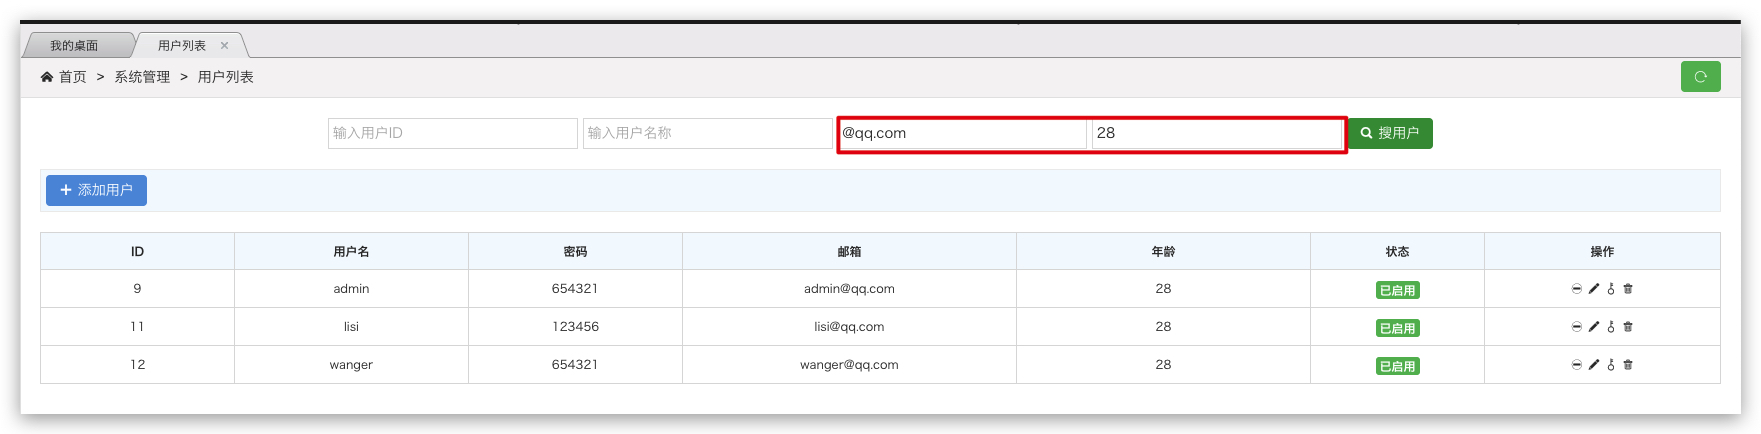 我的桌面 用户列表 ×
首页 > 系统管理 > 用户列表
输入用户ID 输入用户名称 @qq.com 28 搜用户
+ 添加用户
ID 用户名 密码 邮箱 年龄 状态 操作
9 admin 654321 admin@qq.com 28 已启用
11 lisi 123456 lisi@qq.com 28 已启用
12 wanger 654321 wanger@qq.com 28 已启用